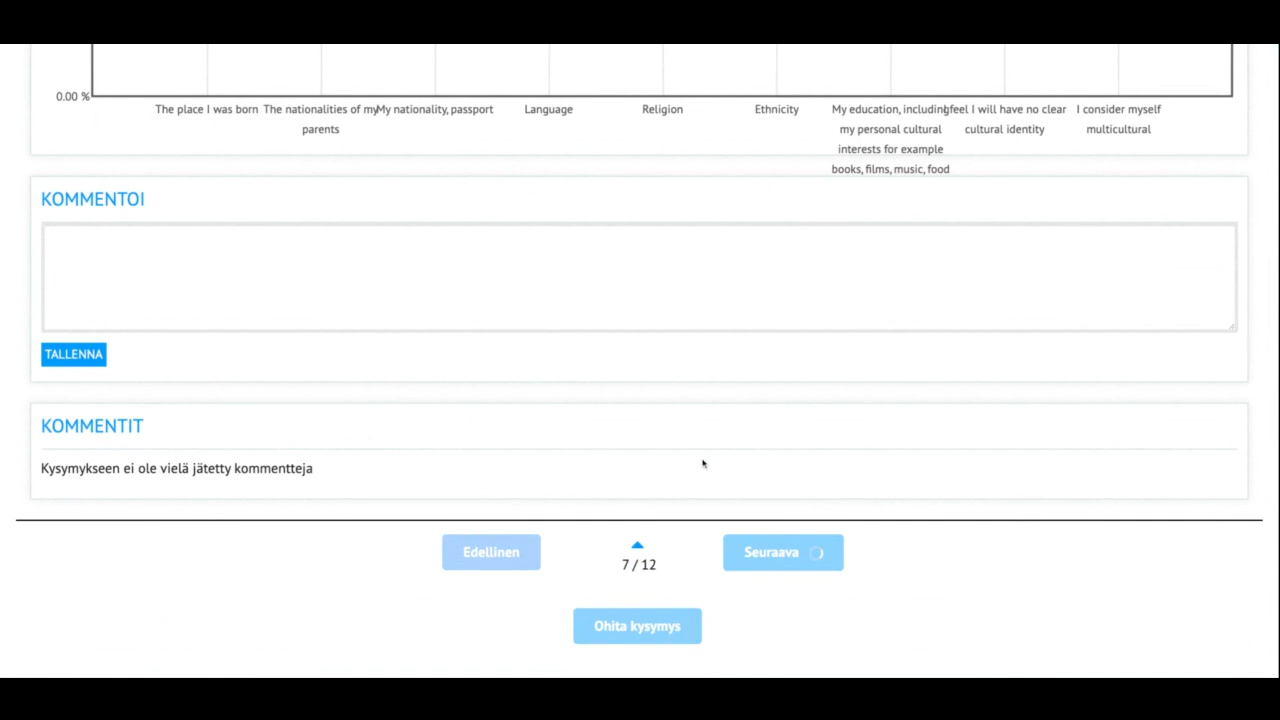 0.00 %
The place I was born
The nationalities of my
parents
My nationality, passport
Language
Religion
Ethnicity
My education, including
my personal cultural
interests for example
books, films, music, food
feel I will have no clear
cultural identity
I consider myself
multicultural
KOMMENTOI
TALLENNA
KOMMENTIT
Kysymykseen ei ole vielä jätetty kommentteja
Edellinen
7 / 12
Seuraava
Ohita kysymys